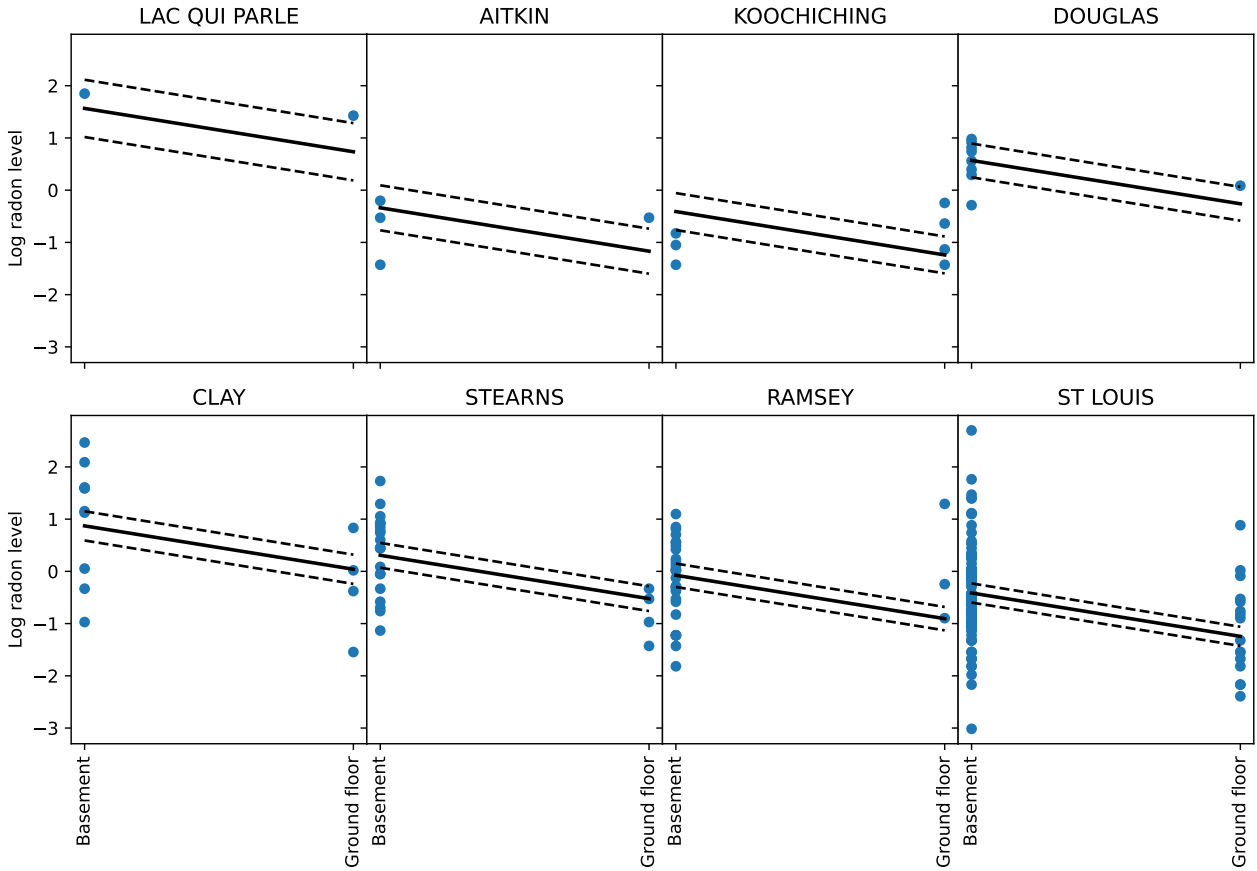 LAC QUI PARLE
AITKIN
KOOCHICHING
DOUGLAS
Log radon level
2
1
0
−1
−2
−3
CLAY
STEARNS
RAMSEY
ST LOUIS
Log radon level
2
1
0
−1
−2
−3
Basement
Ground floor
Basement
Ground floor
Basement
Ground floor
Basement
Ground floor